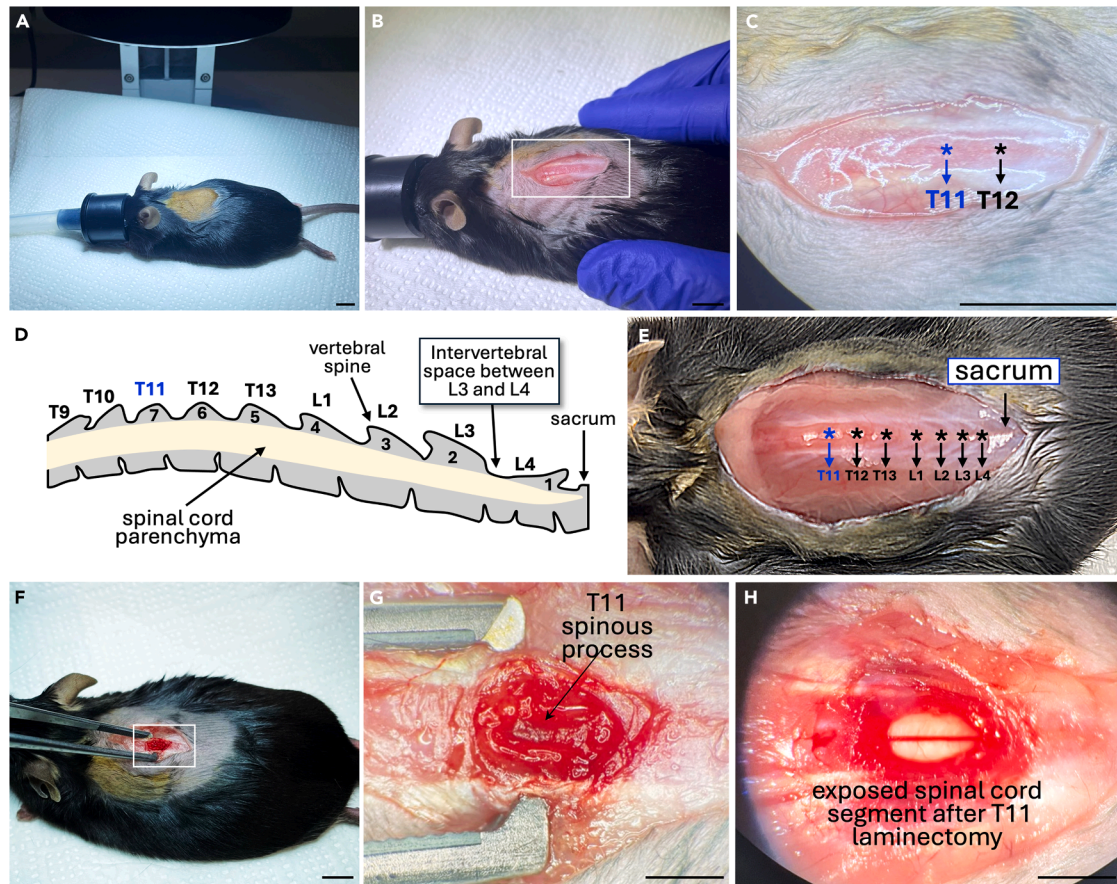 A
B
C
*
*
T11
T12
D
T9
T10
T11
T12
T13
L1
vertebral
spine
L2
L3
Intervertebral
space between
L3 and L4
L4
sacrum
7
6
5
4
3
2
1
spinal cord
parenchyma
E
sacrum
* * * * * * *
T11 T12 T13 L1 L2 L3 L4
F
G
T11
spinous
process
H
exposed spinal cord
segment after T11
laminectomy